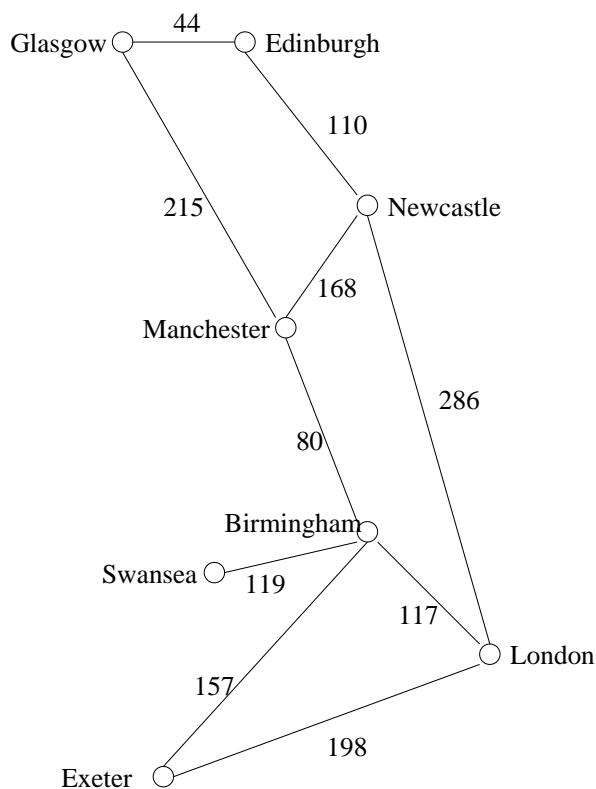 44
Glasgow
Edinburgh
110
215
Newcastle
168
Manchester
286
80
Birmingham
Swansea
119
117
London
157
198
Exeter